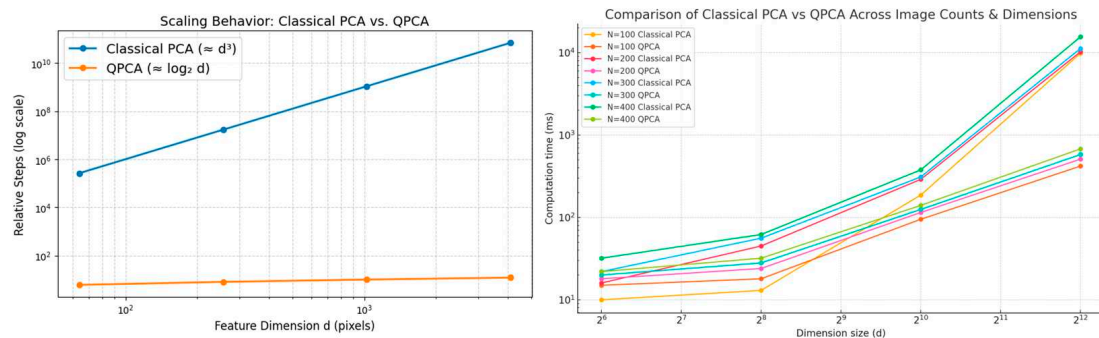 Scaling Behavior: Classical PCA vs. QPCA
Classical PCA (≈ d³)
QPCA (≈ log₂ d)
10¹⁰
10⁸
10⁶
10⁴
10²
Relative Steps (log scale)
10²
10³
Feature Dimension d (pixels)
Comparison of Classical PCA vs QPCA Across Image Counts & Dimensions
N=100 Classical PCA
N=100 QPCA
N=200 Classical PCA
N=200 QPCA
N=300 Classical PCA
N=300 QPCA
N=400 Classical PCA
N=400 QPCA
10⁴
10³
10²
10¹
Computation time (ms)
2⁶ 2⁷ 2⁸ 2⁹ 2¹⁰ 2¹¹ 2¹²
Dimension size (d)